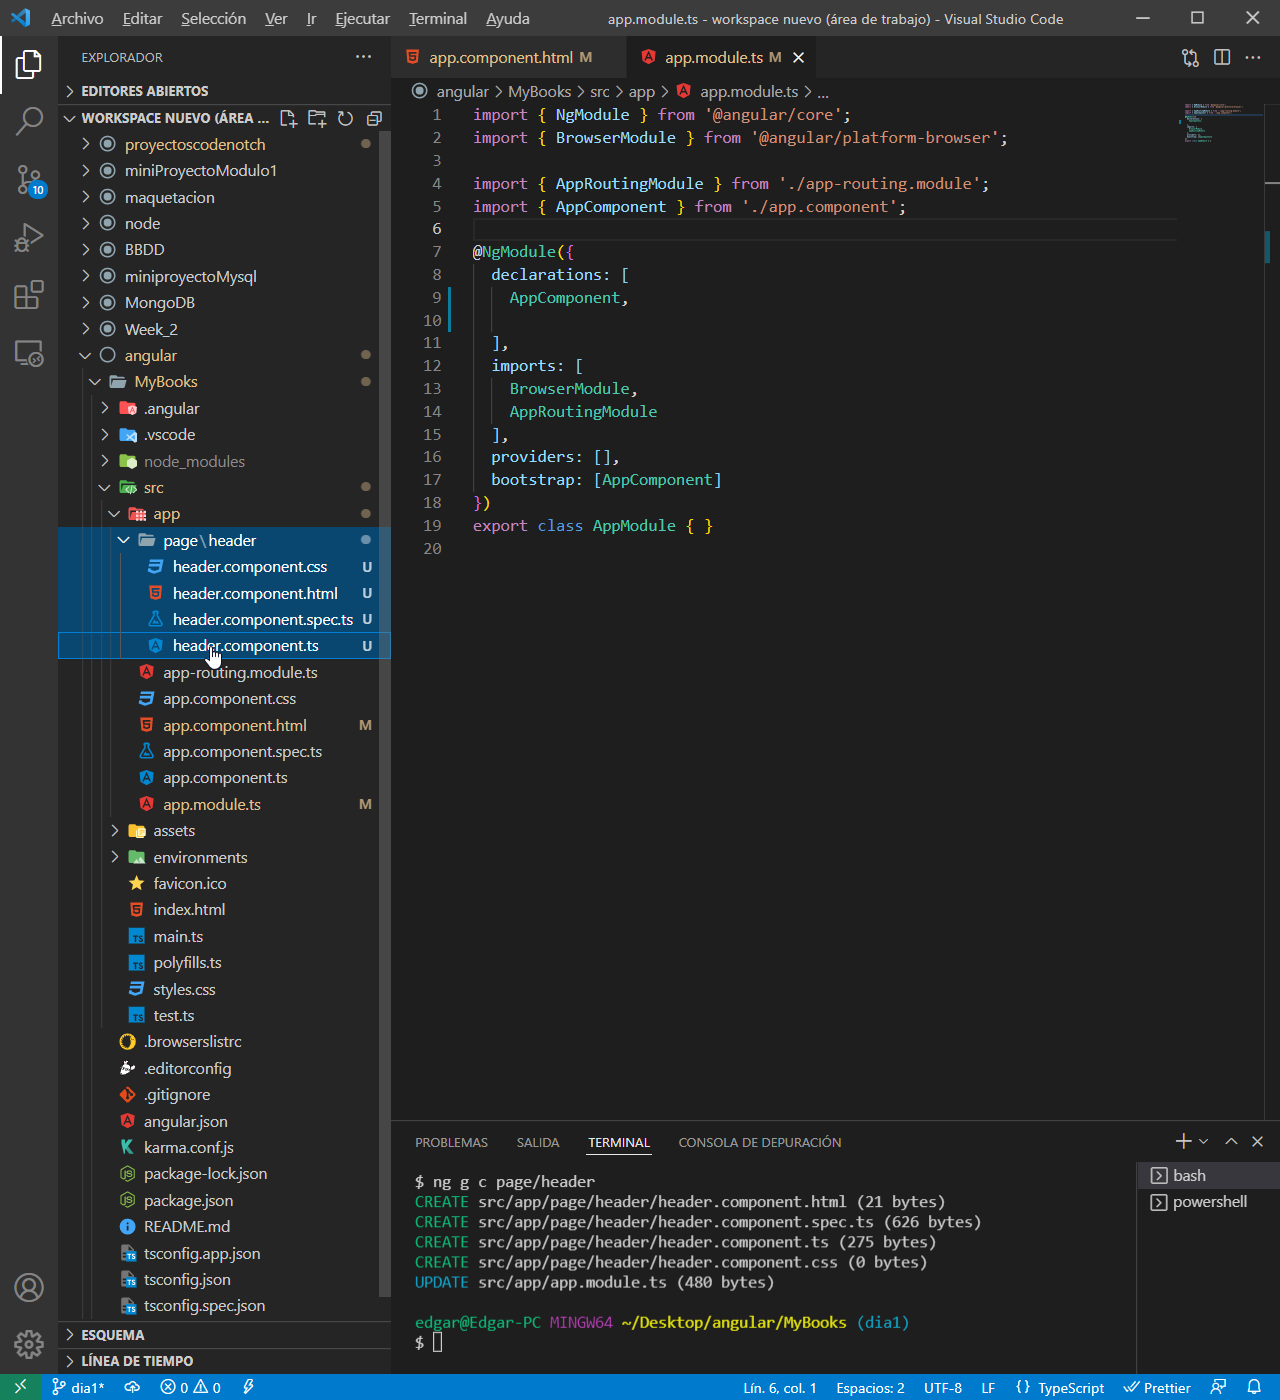 Archivo Editar Selección Ver Ir Ejecutar Terminal Ayuda app.module.ts - workspace nuevo (área de trabajo) - Visual Studio Code
EXPLORADOR
EDITORES ABIERTOS
WORKSPACE NUEVO (ÁREA ...
proyectoscodenotch
miniProyectoModulo1
maquetacion
node
BBDD
miniproyectoMysql
MongoDB
Week_2
angular
MyBooks
.angular
.vscode
node_modules
src
app
page\header
header.component.css U
header.component.html U
header.component.spec.ts U
header.component.ts U
app-routing.module.ts
app.component.css
app.component.html M
app.component.spec.ts
app.component.ts
app.module.ts M
assets
environments
favicon.ico
index.html
main.ts
polyfills.ts
styles.css
test.ts
.browserslistrc
.editorconfig
.gitignore
angular.json
karma.conf.js
package-lock.json
package.json
README.md
tsconfig.app.json
tsconfig.json
tsconfig.spec.json
ESQUEMA
LÍNEA DE TIEMPO
10
app.component.html M app.module.ts M
angular > MyBooks > src > app > app.module.ts > ...
1 import { NgModule } from '@angular/core';
2 import { BrowserModule } from '@angular/platform-browser';
3
4 import { AppRoutingModule } from './app-routing.module';
5 import { AppComponent } from './app.component';
6
7 @NgModule({
8 declarations: [
9 AppComponent,
10
11 ],
12 imports: [
13 BrowserModule,
14 AppRoutingModule
15 ],
16 providers: [],
17 bootstrap: [AppComponent]
18 })
19 export class AppModule { }
20
PROBLEMAS SALIDA TERMINAL CONSOLA DE DEPURACIÓN
$ ng g c page/header
CREATE src/app/page/header/header.component.html (21 bytes)
CREATE src/app/page/header/header.component.spec.ts (626 bytes)
CREATE src/app/page/header/header.component.ts (275 bytes)
CREATE src/app/page/header/header.component.css (0 bytes)
UPDATE src/app/app.module.ts (480 bytes)
edgar@Edgar-PC MINGW64 ~/Desktop/angular/MyBooks (dia1)
$
bash
powershell
dia1* 0 0 Lín. 6, col. 1 Espacios: 2 UTF-8 LF {} TypeScript Prettier